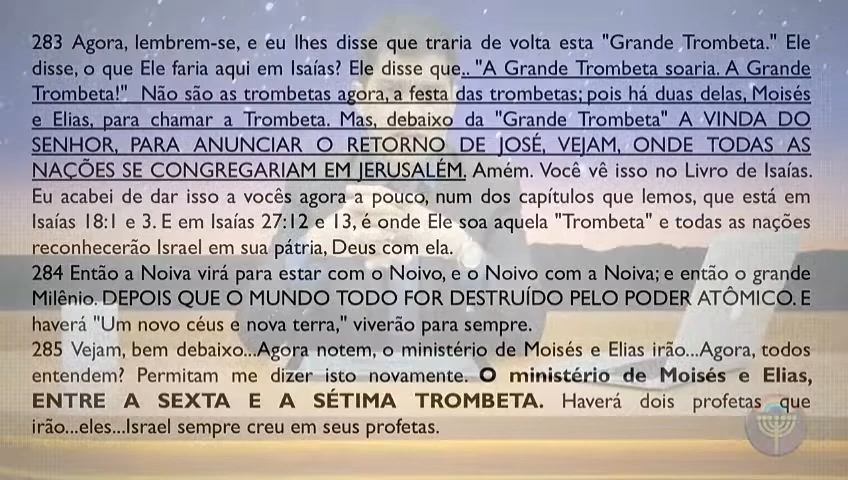 283 Agora, lembrem-se, e eu lhes disse que traria de volta esta "Grande Trombeta." Ele
disse, o que Ele faria aqui em Isaías? Ele disse que.. "A Grande Trombeta soaria. A Grande
Trombeta!" Não são as trombetas agora, a festa das trombetas; pois há duas delas, Moisés
e Elias, para chamar a Trombeta. Mas, debaixo da "Grande Trombeta" A VINDA DO
SENHOR, PARA ANUNCIAR O RETORNO DE JOSÉ, VEJAM, ONDE TODAS AS
NAÇÕES SE CONGREGARIAM EM JERUSALÉM. Amém. Você vê isso no Livro de Isaías.
Eu acabei de dar isso a vocês agora a pouco, num dos capítulos que lemos, que está em
Isaías 18:1 e 3. E em Isaías 27:12 e 13, é onde Ele soa aquela "Trombeta" e todas as nações
reconhecerão Israel em sua pátria, Deus com ela.
284 Então a Noiva virá para estar com o Noivo, e o Noivo com a Noiva; e então o grande
Milênio. DEPOIS QUE O MUNDO TODO FOR DESTRUÍDO PELO PODER ATÔMICO. E
haverá "Um novo céus e nova terra," viverão para sempre.
285 Vejam, bem debaixo...Agora notem, o ministério de Moisés e Elias irão...Agora, todos
entendem? Permitam me dizer isto novamente. O ministério de Moisés e Elias,
ENTRE A SEXTA E A SÉTIMA TROMBETA. Haverá dois profetas que
irão...eles...Israel sempre creu em seus profetas.